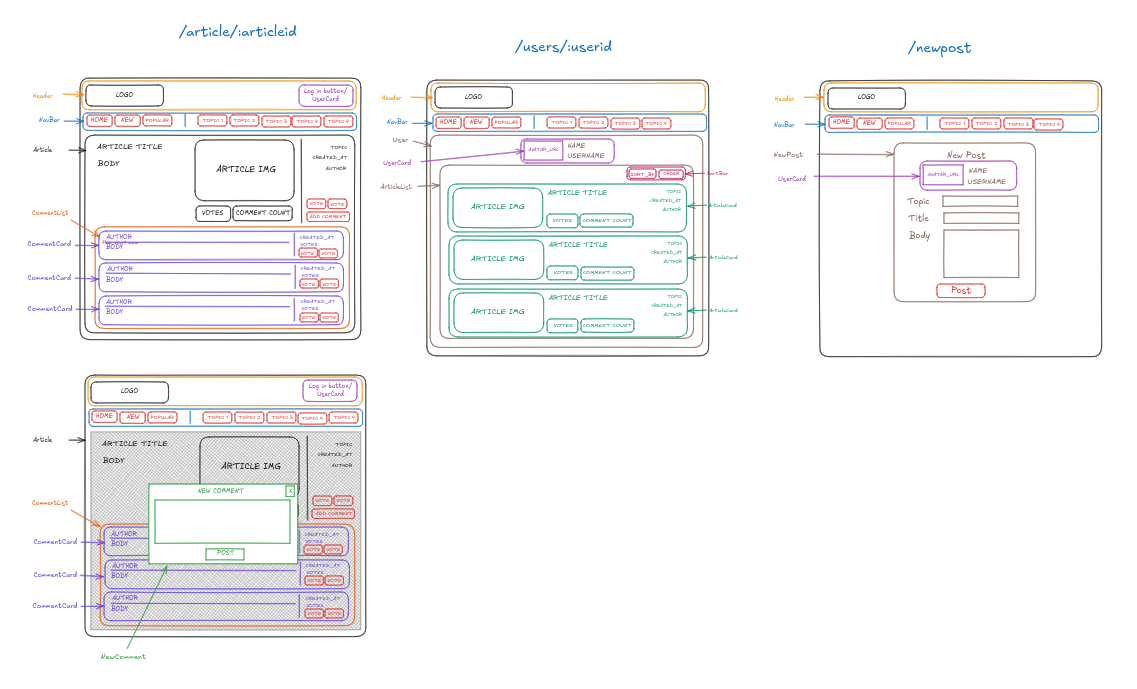 /article/:articleid
Header
LOGO
Log in button/
UserCard
NavBar
HOME
NEW
POPULAR
TOPIC 1
TOPIC 2
TOPIC 3
TOPIC 4
TOPIC 4
Article
ARTICLE TITLE
BODY
ARTICLE IMG
TOPIC
CREATED_AT
AUTHOR
VOTES
COMMENT COUNT
VOTE
VOTE
ADD COMMENT
CommentList
CommentCard
AUTHOR
BODY
CREATED_AT
VOTES
VOTE
VOTE
CommentCard
AUTHOR
BODY
CREATED_AT
VOTES
VOTE
VOTE
CommentCard
AUTHOR
BODY
CREATED_AT
VOTES
VOTE
VOTE
/users/:userid
Header
LOGO
NavBar
HOME
NEW
POPULAR
TOPIC 1
TOPIC 2
TOPIC 3
TOPIC 4
User
UserCard
AVATAR_URL
NAME
USERNAME
ArticleList
SORT_BY
ORDER
SortBar
ARTICLE IMG
ARTICLE TITLE
VOTES
COMMENT COUNT
TOPIC
CREATED_AT
AUTHOR
ArticleCard
ARTICLE IMG
ARTICLE TITLE
VOTES
COMMENT COUNT
TOPIC
CREATED_AT
AUTHOR
ArticleCard
ARTICLE IMG
ARTICLE TITLE
VOTES
COMMENT COUNT
TOPIC
CREATED_AT
AUTHOR
ArticleCard
/newpost
Header
LOGO
NavBar
HOME
NEW
POPULAR
TOPIC 1
TOPIC 2
TOPIC 3
TOPIC 4
NewPost
New Post
UserCard
AVATAR_URL
NAME
USERNAME
Topic
Title
Body
Post
LOGO
Log in button/
UserCard
HOME
NEW
POPULAR
TOPIC 1
TOPIC 2
TOPIC 3
TOPIC 4
TOPIC 4
Article
ARTICLE TITLE
BODY
ARTICLE IMG
TOPIC
CREATED_AT
AUTHOR
VOTE
VOTE
ADD COMMENT
NEW COMMENT
X
POST
CommentList
CommentCard
AUTHOR
BODY
CREATED_AT
VOTES
VOTE
VOTE
CommentCard
AUTHOR
BODY
CREATED_AT
VOTES
VOTE
VOTE
CommentCard
AUTHOR
BODY
CREATED_AT
VOTES
VOTE
VOTE
NewComment